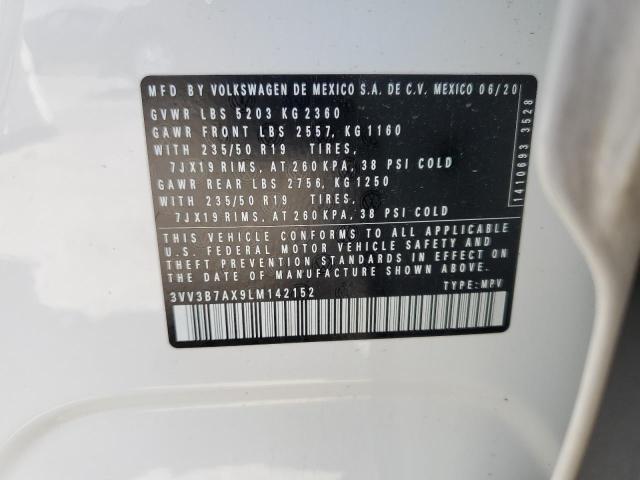 MFD BY VOLKSWAGEN DE MEXICO S.A. DE C.V. MEXICO 06/20
GVWR LBS 5203 KG 2360
GAWR FRONT LBS 2557, KG 1160
WITH 235/50 R19 TIRES,
7JX19 RIMS, AT 260 KPA, 38 PSI COLD
GAWR REAR LBS 2756, KG 1250
WITH 235/50 R19 TIRES,
7JX19 RIMS, AT 260 KPA, 38 PSI COLD
THIS VEHICLE CONFORMS TO ALL APPLICABLE
U.S. FEDERAL MOTOR VEHICLE SAFETY AND
THEFT PREVENTION STANDARDS IN EFFECT ON
THE DATE OF MANUFACTURE SHOWN ABOVE.
3VV3B7AX9LM142152 TYPE: MPV
1410693 3528